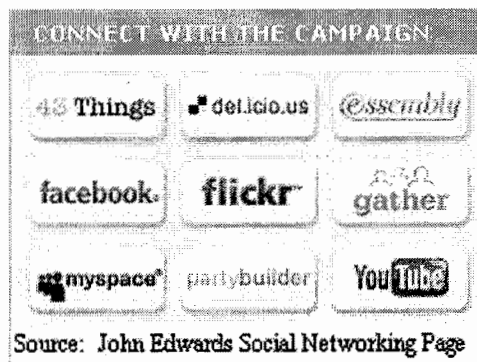 CONNECT WITH THE CAMPAIGN
43 Things del.icio.us @ssembly
facebook flickr gather
myspace partybuilder YouTube
Source: John Edwards Social Networking Page